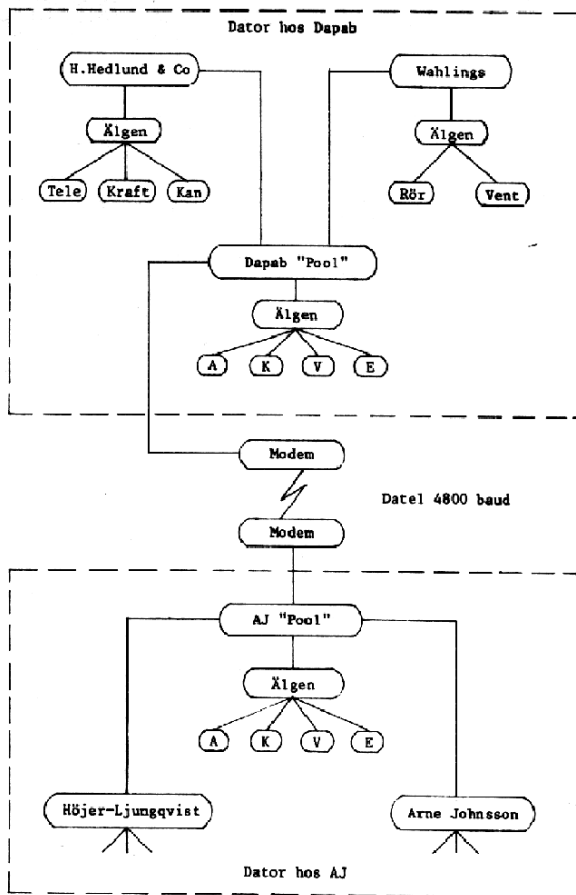 Dator hos Dapab
H.Hedlund & Co
Wahlings
Älgen
Älgen
Tele
Kraft
Kan
Rör
Vent
Dapab "Pool"
Älgen
A
K
V
E
Modem
Datel 4800 baud
Modem
AJ "Pool"
Älgen
A
K
V
E
Höjer-Ljungqvist
Arne Johnsson
Dator hos AJ